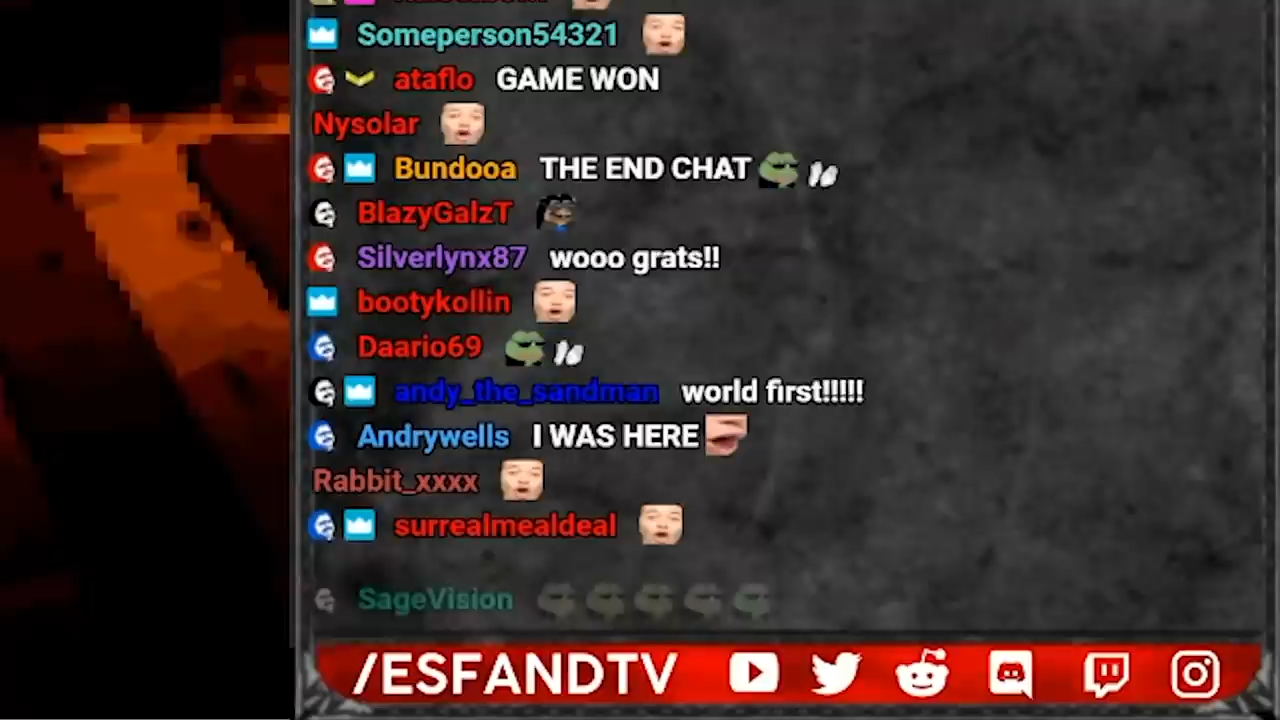 Someperson54321
ataflo GAME WON
Nysolar
Bundooa THE END CHAT
BlazyGalzT
Silverlynx87 wooo grats!!
bootykollin
Daario69
andy_the_sandman world first!!!!!
Andrywells I WAS HERE
Rabbit_xxxx
surrealmealdeal
SageVision
/ESFANDTV